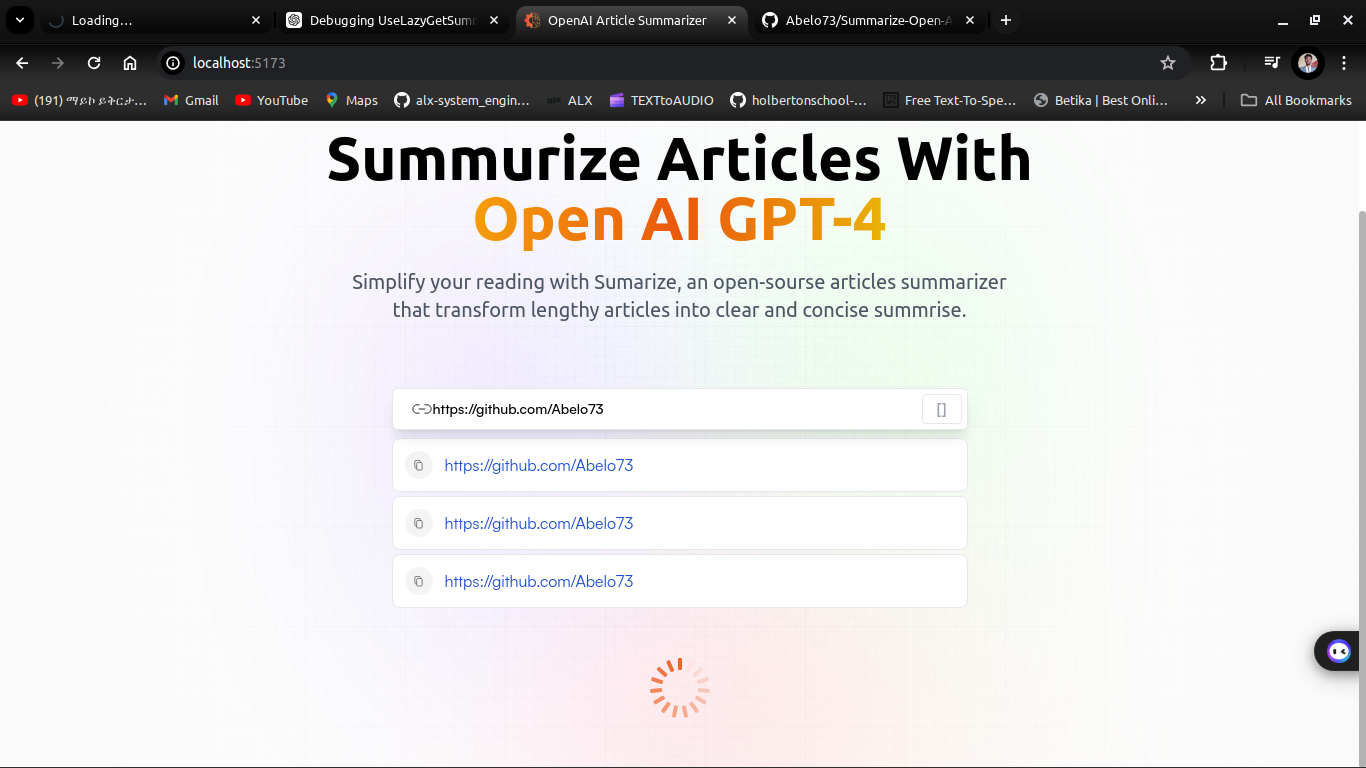 Loading…
Debugging UseLazyGetSumr
OpenAI Article Summarizer
Abelo73/Summarize-Open-A
localhost:5173
(191) ማይኮ ይቅርታ…
Gmail
YouTube
Maps
alx-system_engin…
ALX
TEXTtoAUDIO
holbertonschool-…
Free Text-To-Spe…
Betika | Best Onli…
All Bookmarks
Summurize Articles With
Open AI GPT-4
Simplify your reading with Sumarize, an open-sourse articles summarizer
that transform lengthy articles into clear and concise summrise.
https://github.com/Abelo73
[]
https://github.com/Abelo73
https://github.com/Abelo73
https://github.com/Abelo73